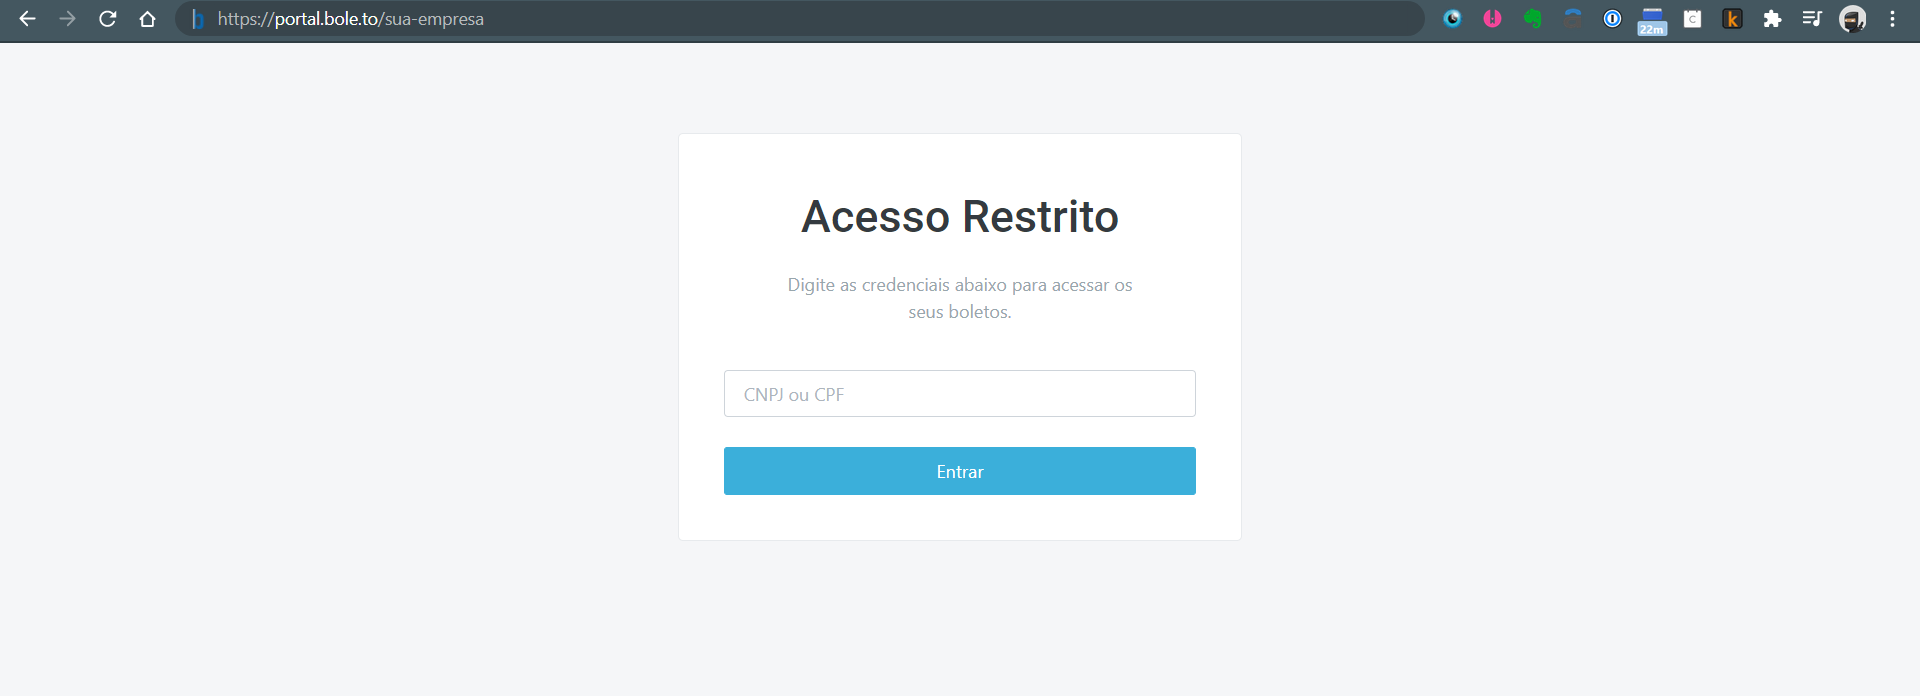 https://portal.bole.to/sua-empresa
22m
Acesso Restrito
Digite as credenciais abaixo para acessar os
seus boletos.
CNPJ ou CPF
Entrar